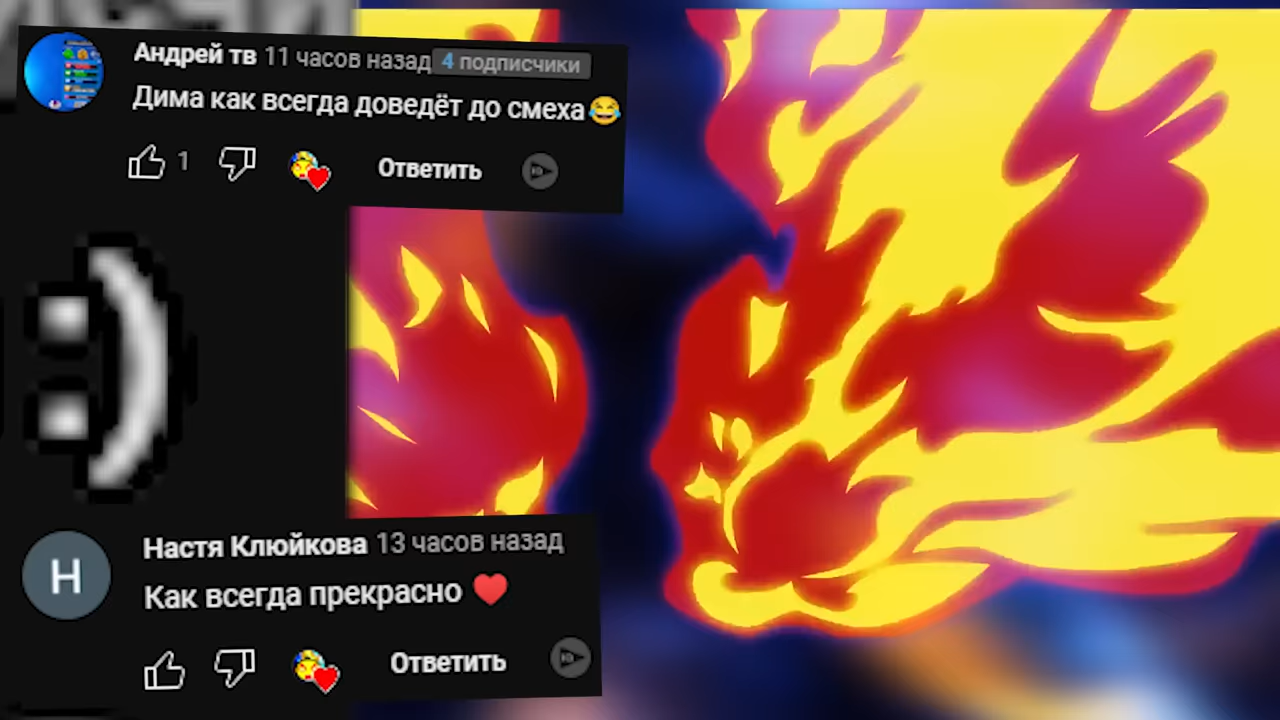 Андрей тв 11 часов назад 4 подписчики
Дима как всегда доведёт до смеха😂
1 Ответить
:)
Н
Настя Клюйкова 13 часов назад
Как всегда прекрасно ♥
Ответить